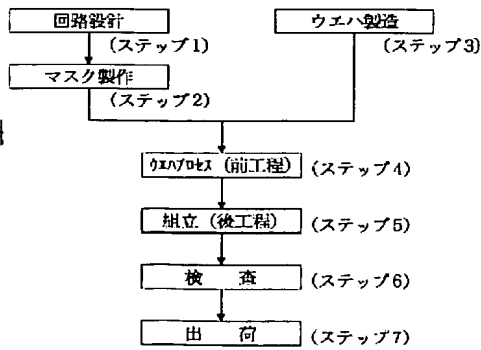 回路設計
(ステップ1)
ウエハ製造
(ステップ3)
マスク製作
(ステップ2)
ウエハプロセス (前工程)
(ステップ4)
組立 (後工程)
(ステップ5)
検 査
(ステップ6)
出 荷
(ステップ7)